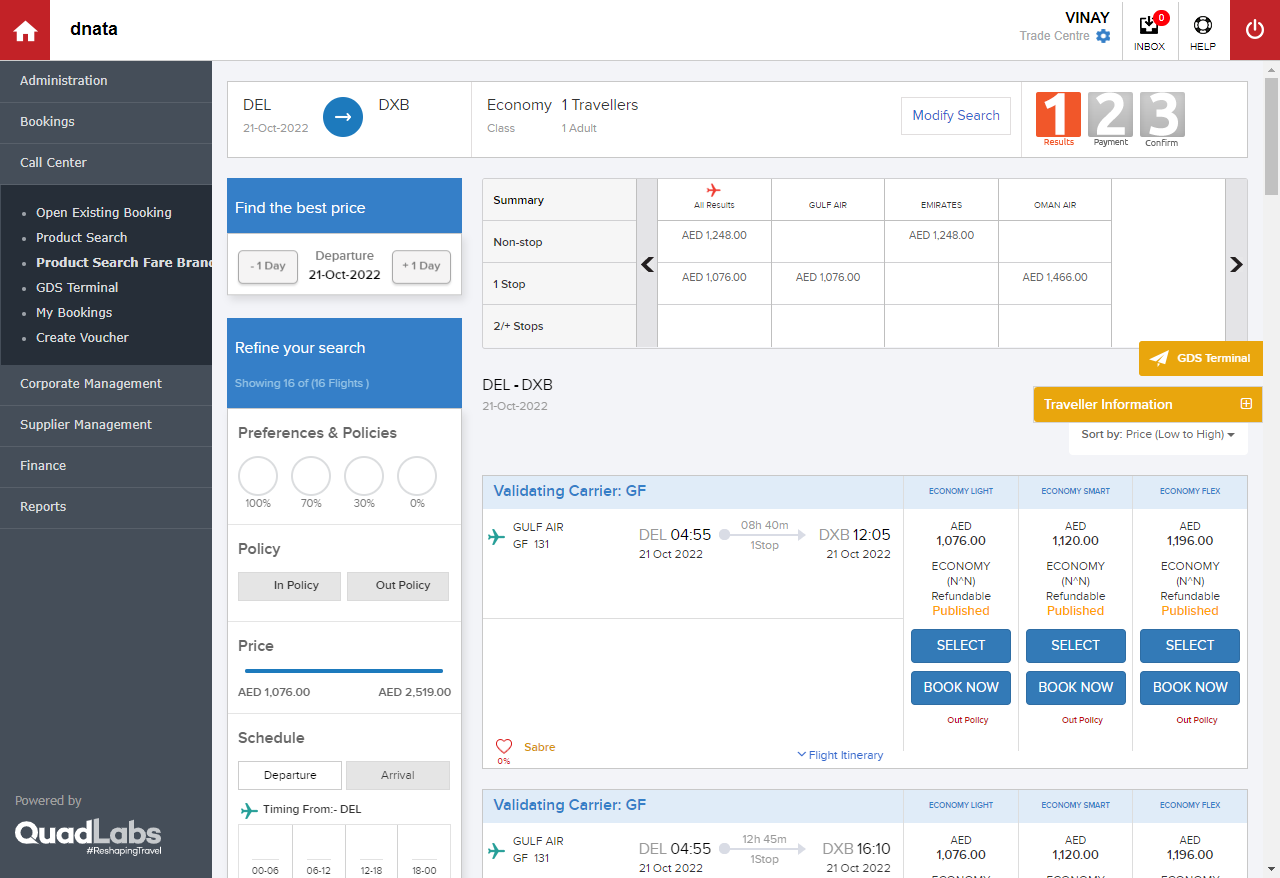 dnata
VINAY
Trade Centre
0
INBOX
HELP
Administration
Bookings
Call Center
Open Existing Booking
Product Search
Product Search Fare Bran
GDS Terminal
My Bookings
Create Voucher
Corporate Management
Supplier Management
Finance
Reports
Powered by
QuadLabs
#ReshapingTravel
DEL
21-Oct-2022
DXB
Economy
Class
1 Travellers
1 Adult
Modify Search
1 Results
2 Payment
3 Confirm
Find the best price
- 1 Day
Departure
21-Oct-2022
+ 1 Day
Refine your search
Showing 16 of (16 Flights )
Preferences & Policies
100% 70% 30% 0%
Policy
In Policy Out Policy
Price
AED 1,076.00 AED 2,519.00
Schedule
Departure Arrival
Timing From:- DEL
00-06 06-12 12-18 18-00
Summary All Results GULF AIR EMIRATES OMAN AIR
Non-stop AED 1,248.00 AED 1,248.00
1 Stop AED 1,076.00 AED 1,076.00 AED 1,466.00
2/+ Stops
GDS Terminal
DEL - DXB
21-Oct-2022
Traveller Information
Sort by: Price (Low to High)
Validating Carrier: GF ECONOMY LIGHT ECONOMY SMART ECONOMY FLEX
GULF AIR
GF 131
DEL 04:55
21 Oct 2022
08h 40m
1Stop
DXB 12:05
21 Oct 2022
AED AED AED
1,076.00 1,120.00 1,196.00
ECONOMY ECONOMY ECONOMY
(N^N) (N^N) (N^N)
Refundable Refundable Refundable
Published Published Published
SELECT SELECT SELECT
BOOK NOW BOOK NOW BOOK NOW
Out Policy Out Policy Out Policy
0%
Sabre
Flight Itinerary
Validating Carrier: GF ECONOMY LIGHT ECONOMY SMART ECONOMY FLEX
GULF AIR
GF 131
DEL 04:55
21 Oct 2022
12h 45m
1Stop
DXB 16:10
21 Oct 2022
AED AED AED
1,076.00 1,120.00 1,196.00